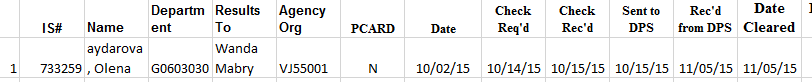 IS# Name Departm ent Results To Agency Org PCARD Date Check Req'd Check Rec'd Sent to DPS Rec'd from DPS Date Cleared
1 733259 aydarova , Olena G0603030 Wanda Mabry VJ55001 N 10/02/15 10/14/15 10/15/15 10/15/15 11/05/15 11/05/15